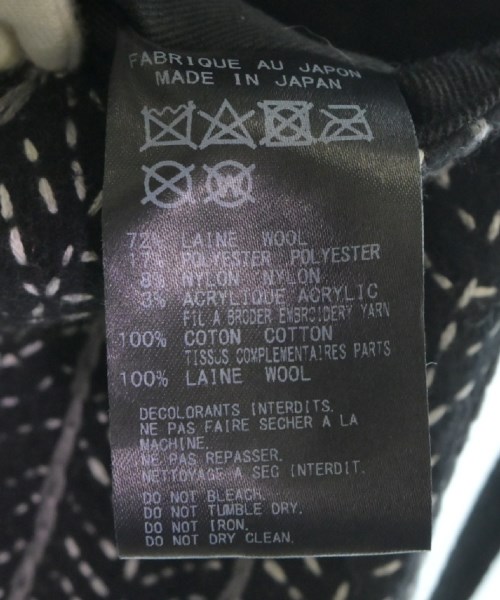 FABRIQUE AU JAPON
MADE IN JAPAN
W
72% LAINE WOOL
17% POLYESTER POLYESTER
8% NYLON NYLON
3% ACRYLIQUE ACRYLIC
FIL A BRODER EMBROIDERY YARN
100% COTON COTTON
TISSUS COMPLEMENTAIRES PARTS
100% LAINE WOOL
DECOLORANTS INTERDITS.
NE PAS FAIRE SECHER A LA
MACHINE.
NE PAS REPASSER.
NETTOYAGE A SEC INTERDIT.
DO NOT BLEACH.
DO NOT TUMBLE DRY.
DO NOT IRON.
DO NOT DRY CLEAN.